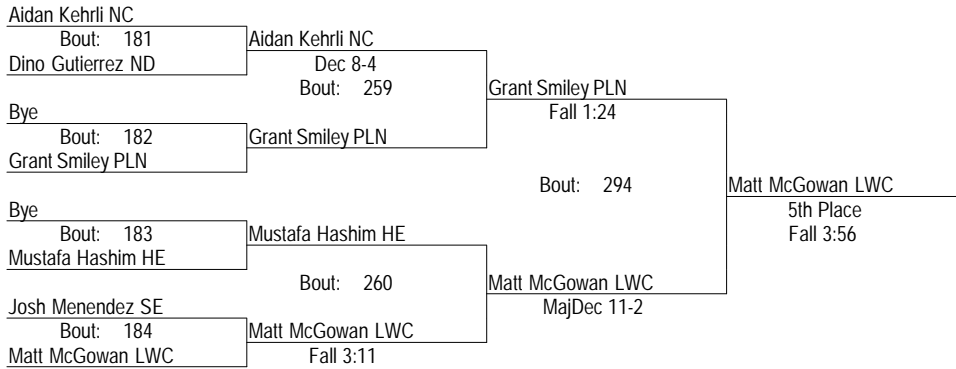 Aidan Kehrli NC
Bout: 181
Aidan Kehrli NC
Dino Gutierrez ND
Dec 8-4
Bout: 259
Grant Smiley PLN
Bye
Fall 1:24
Bout: 182
Grant Smiley PLN
Grant Smiley PLN
Bout: 294
Matt McGowan LWC
Bye
5th Place
Bout: 183
Mustafa Hashim HE
Fall 3:56
Mustafa Hashim HE
Bout: 260
Matt McGowan LWC
Josh Menendez SE
MajDec 11-2
Bout: 184
Matt McGowan LWC
Matt McGowan LWC
Fall 3:11